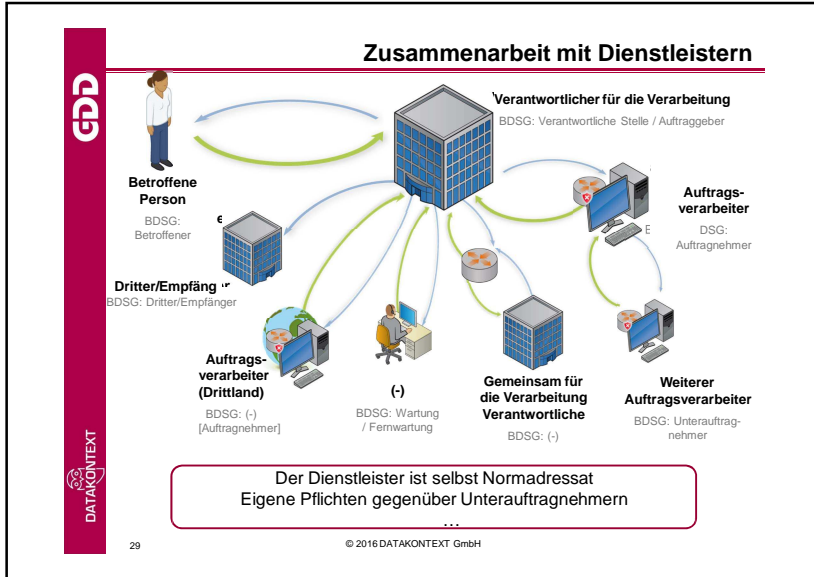 Zusammenarbeit mit Dienstleistern
GDD
Verantwortlicher für die Verarbeitung
BDSG: Verantwortliche Stelle / Auftraggeber
Betroffene
Person
BDSG:
Betroffener
Auftrags-
verarbeiter
DSG:
Auftragnehmer
Dritter/Empfänger
BDSG: Dritter/Empfänger
Auftrags-
verarbeiter
(Drittland)
BDSG: (-)
[Auftragnehmer]
(-)
BDSG: Wartung
/ Fernwartung
Gemeinsam für
die Verarbeitung
Verantwortliche
BDSG: (-)
Weiterer
Auftragsverarbeiter
BDSG: Unterauftrag-
nehmer
DATAKONTEXT
Der Dienstleister ist selbst Normadressat
Eigene Pflichten gegenüber Unterauftragnehmern
…
29
© 2016 DATAKONTEXT GmbH